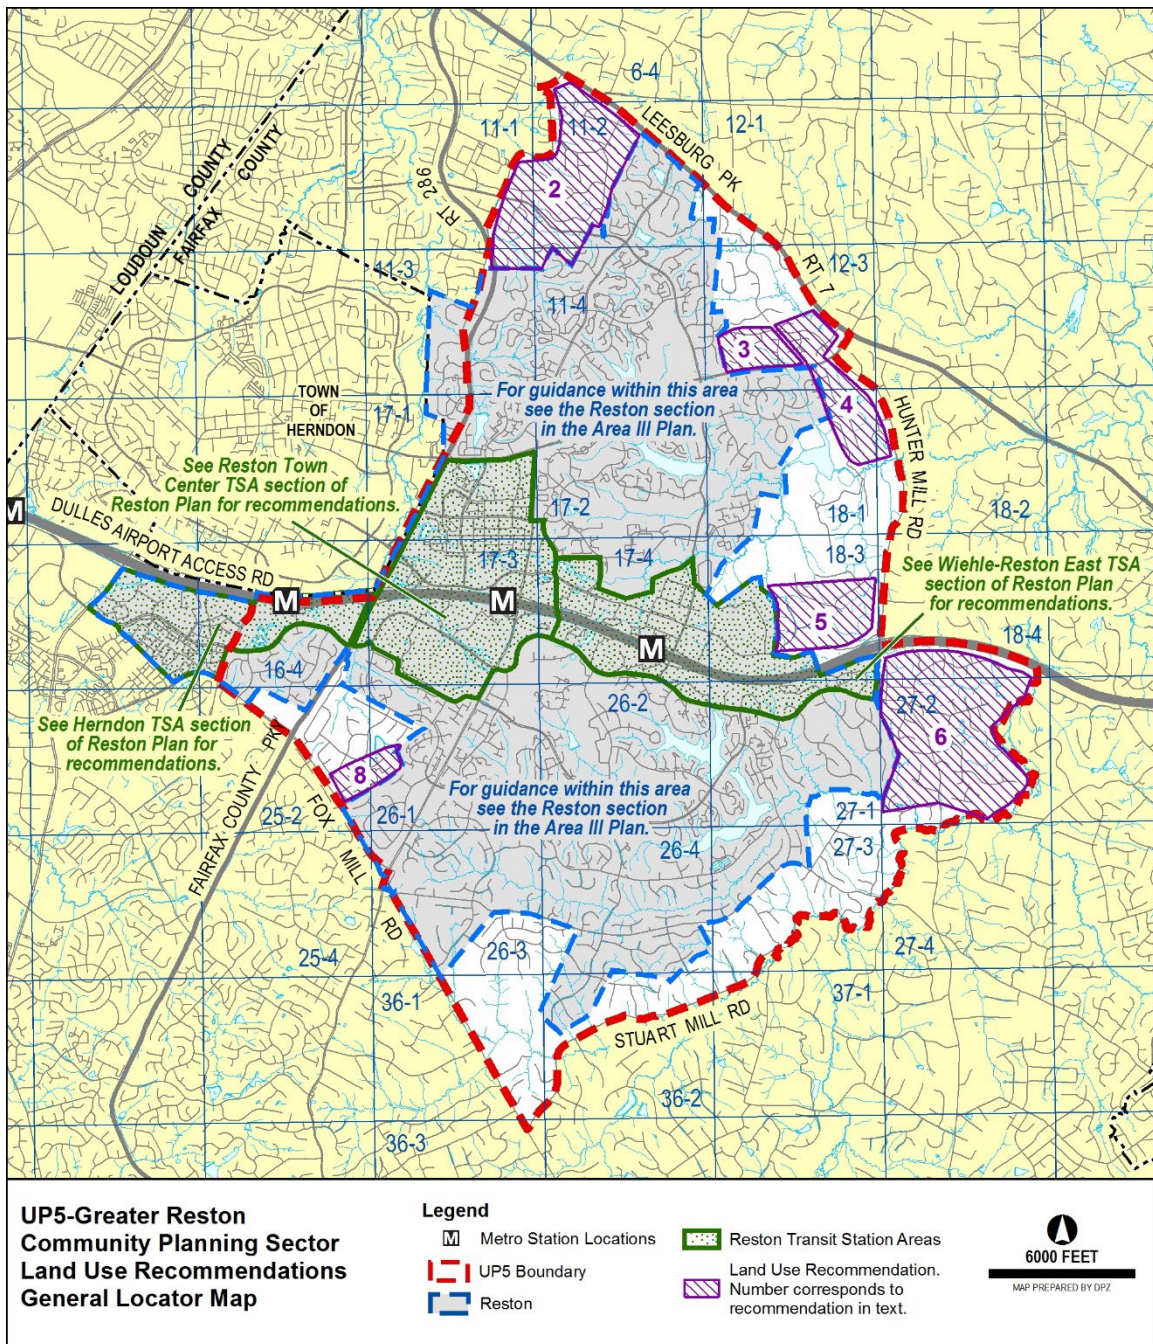 6-4
11-1
11-2
LEESBURG PK
12-1
LOUDOUN COUNTY
FAIRFAX COUNTY
RT 286
2
11-3
RT 7
12-3
11-4
3
4
TOWN
OF
HERNDON
17-1
For guidance within this area
see the Reston section
in the Area III Plan.
HUNTER MILL RD
See Reston Town
Center TSA section of
Reston Plan for
recommendations.
M
DULLES AIRPORT ACCESS RD
17-2
18-1
18-2
17-3
17-4
18-3
See Wiehle-Reston East TSA
section of Reston Plan
for recommendations.
M
M
5
M
18-4
16-4
26-2
27-2
6
See Herndon TSA section
of Reston Plan for
recommendations.
FAIRFAX COUNTY PKY
8
25-2
FOX MILL RD
26-1
For guidance within this area
see the Reston section
in the Area III Plan.
27-1
26-4
27-3
25-4
26-3
27-4
36-1
37-1
STUART MILL RD
36-2
36-3
UP5-Greater Reston
Community Planning Sector
Land Use Recommendations
General Locator Map
Legend
M Metro Station Locations
UP5 Boundary
Reston
Reston Transit Station Areas
Land Use Recommendation.
Number corresponds to
recommendation in text.
6000 FEET
MAP PREPARED BY DPZ